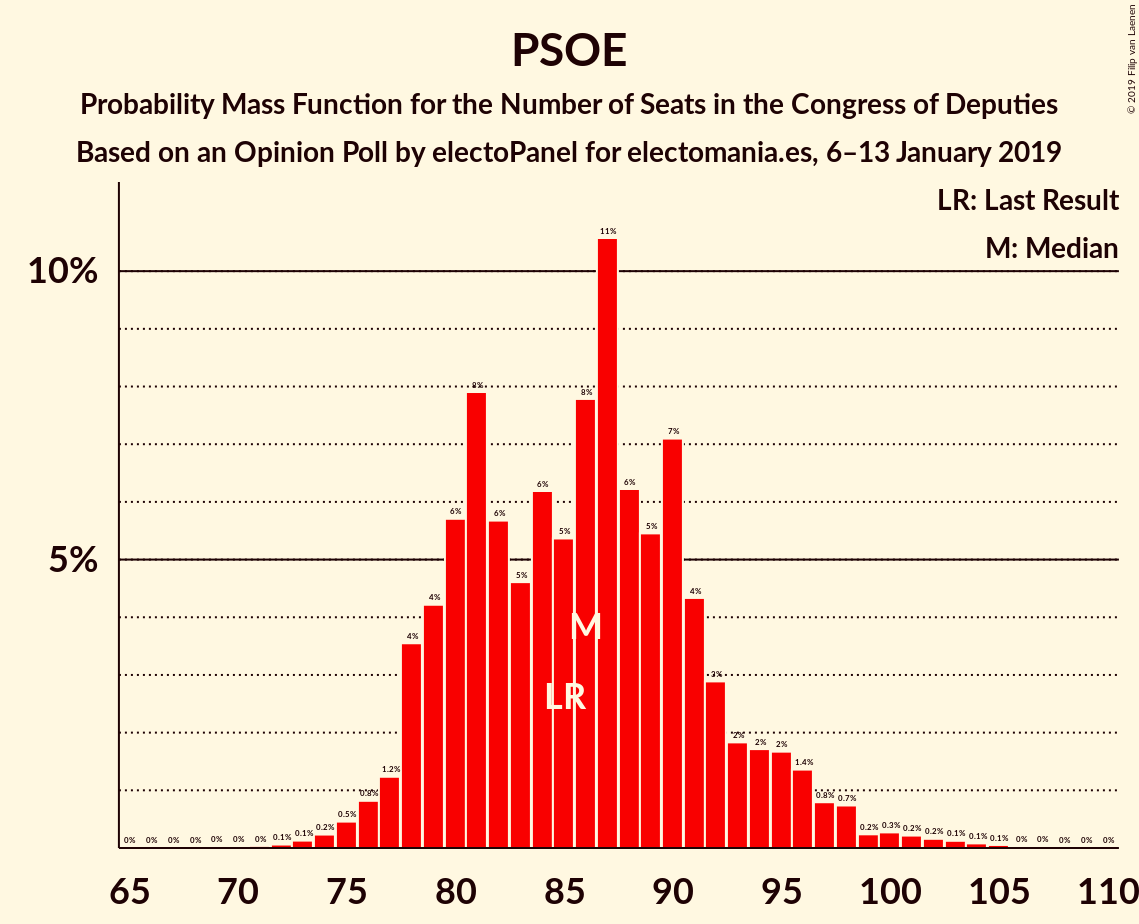 PSOE
Probability Mass Function for the Number of Seats in the Congress of Deputies
Based on an Opinion Poll by electoPanel for electomania.es, 6–13 January 2019
© 2019 Filip van Laenen
LR: Last Result
M: Median
10%
5%
0% 0% 0% 0% 0% 0% 0% 0.1% 0.1% 0.2% 0.5% 0.8% 1.2% 4% 4% 6% 8% 6% 5% 6% 5% 8% 11% 6% 5% 7% 4% 3% 2% 2% 2% 1.4% 0.8% 0.7% 0.2% 0.3% 0.2% 0.2% 0.1% 0.1% 0.1% 0% 0% 0% 0% 0%
M
LR
65 70 75 80 85 90 95 100 105 110